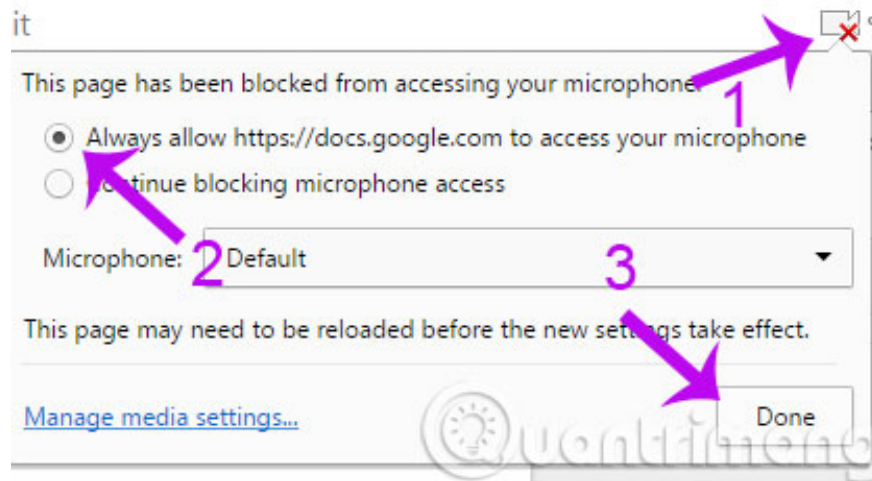 it
This page has been blocked from accessing your microphone.
1
Always allow https://docs.google.com to access your microphone
Continue blocking microphone access
Microphone: 2 Default
3
This page may need to be reloaded before the new settings take effect.
Manage media settings...
Done
Quantrimang